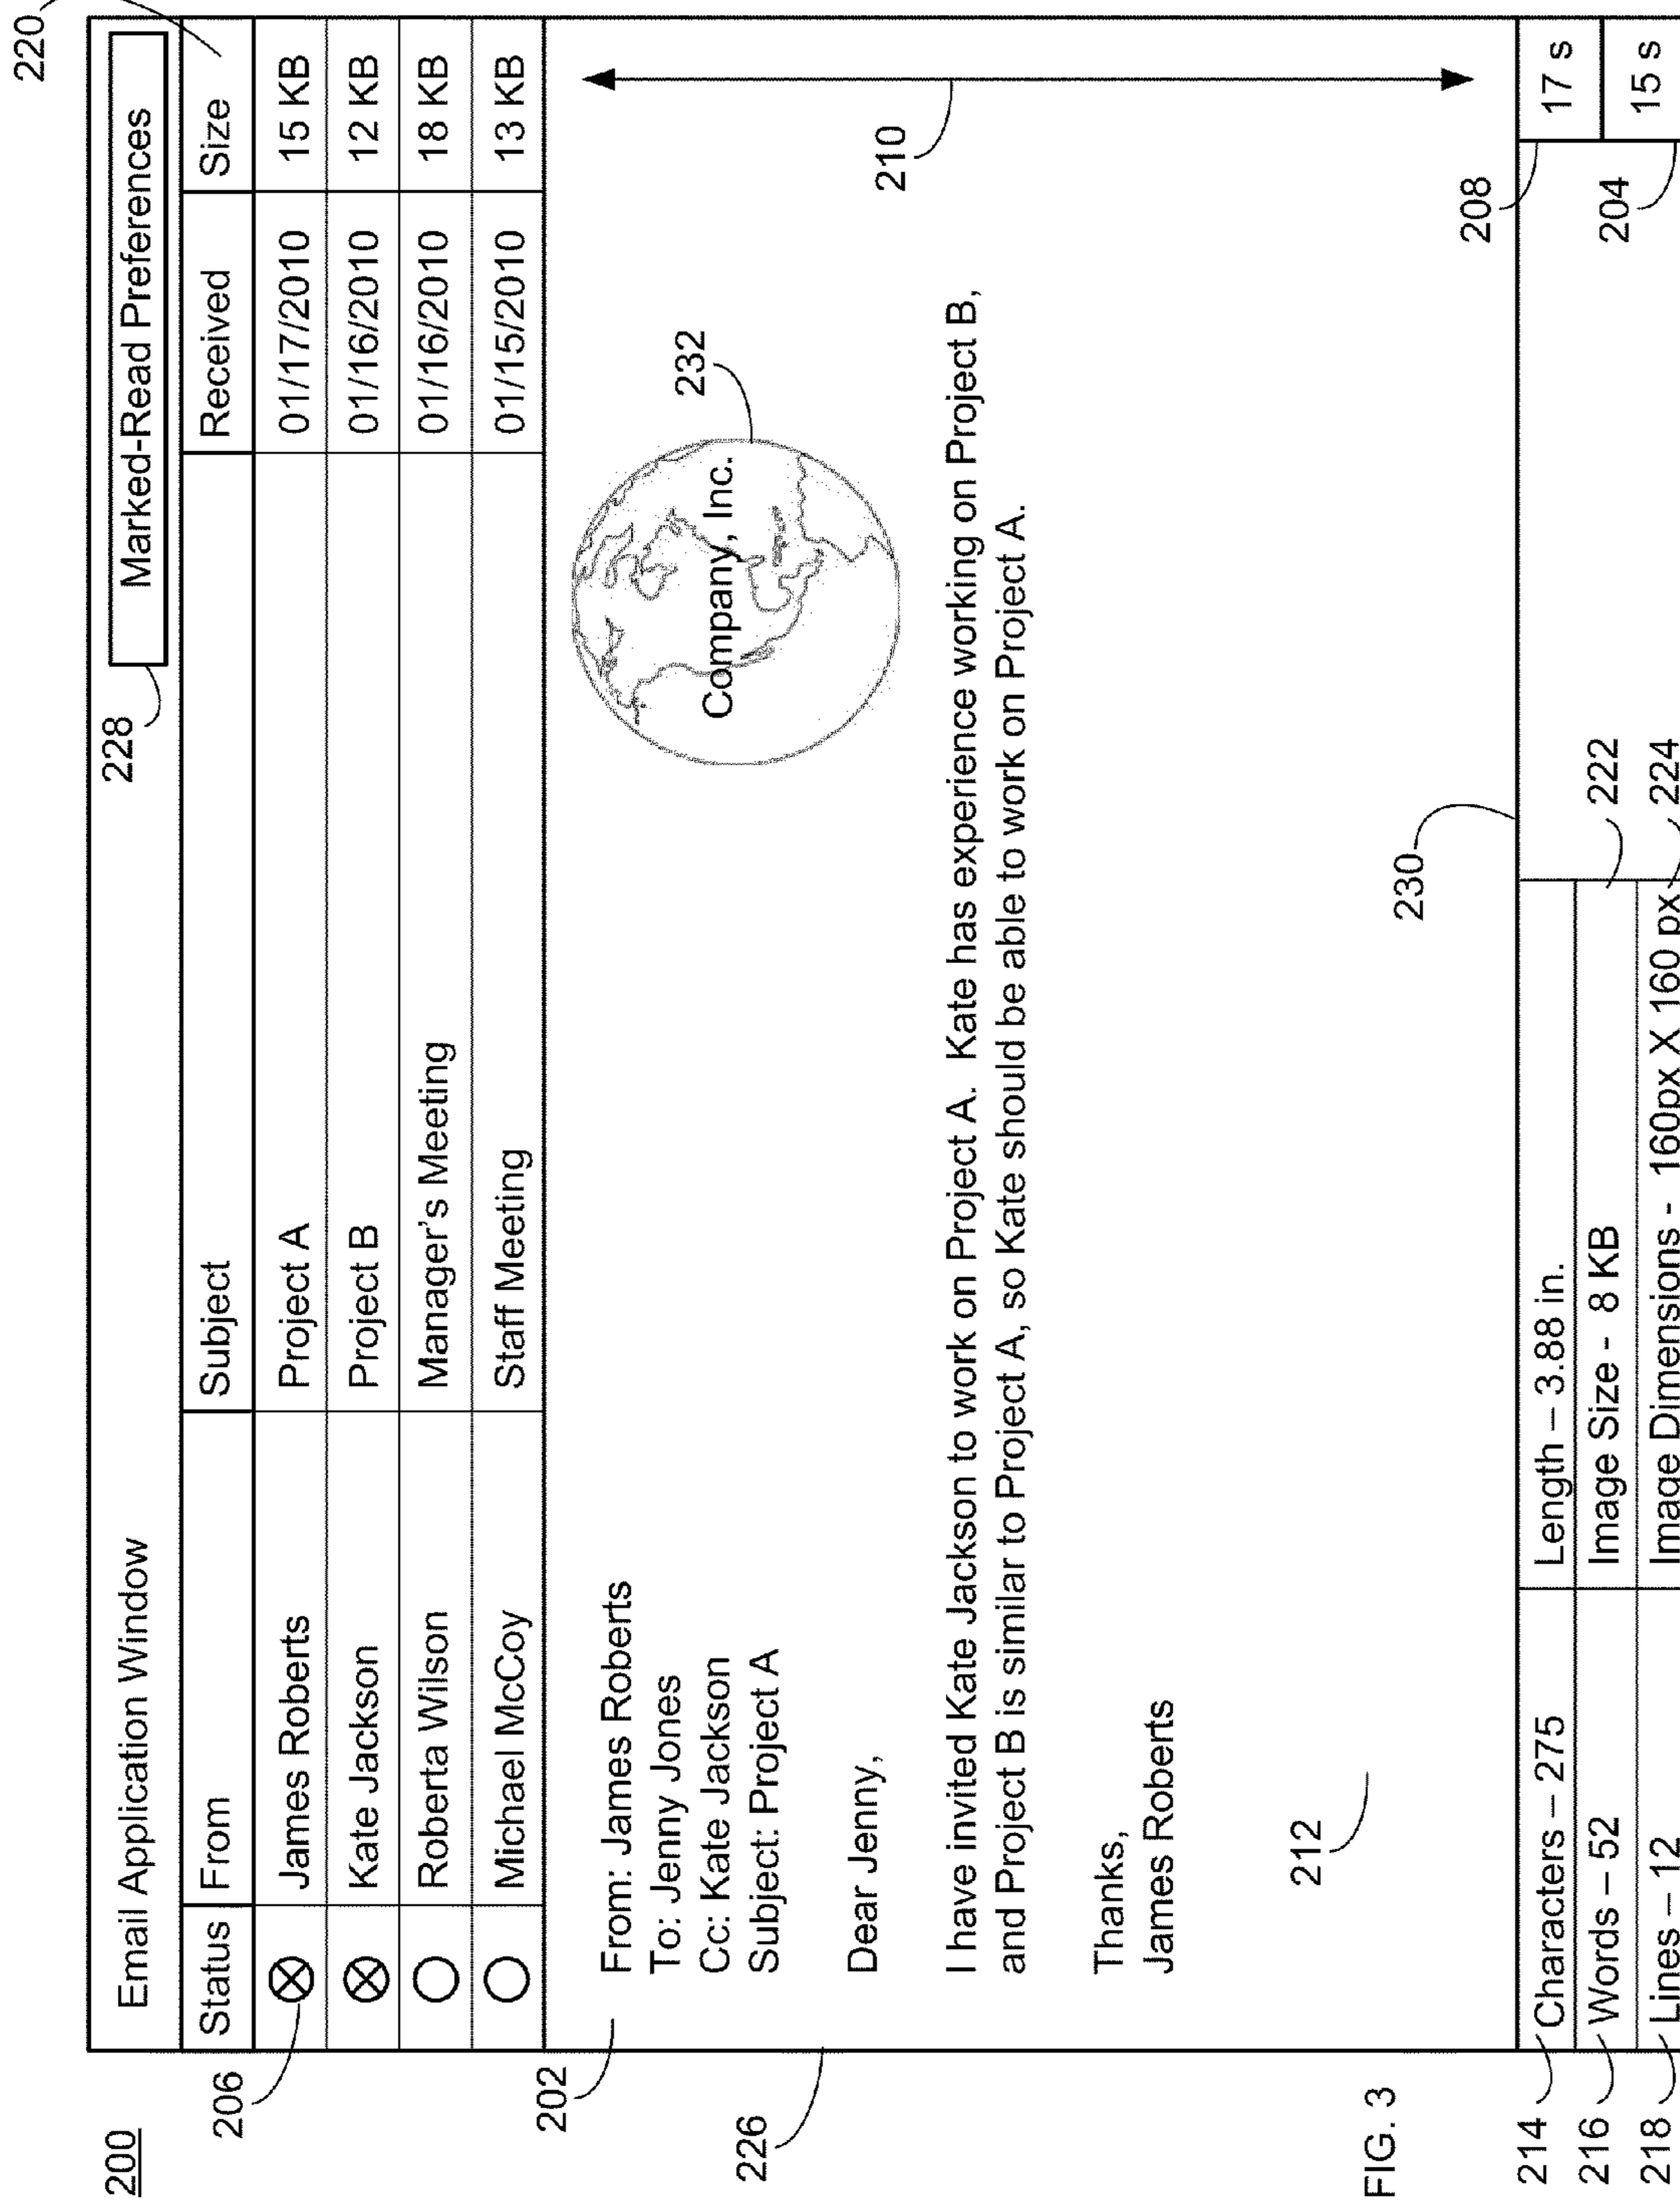 200
Email Application Window
228
Marked-Read Preferences
220
Status From Subject Received Size
206
James Roberts Project A 01/17/2010 15 KB
Kate Jackson Project B 01/16/2010 12 KB
Roberta Wilson Manager's Meeting 01/16/2010 18 KB
Michael McCoy Staff Meeting 01/15/2010 13 KB
202
From: James Roberts
To: Jenny Jones
Cc: Kate Jackson
Subject: Project A
Company, Inc.
232
226
Dear Jenny,
210
I have invited Kate Jackson to work on Project A. Kate has experience working on Project B,
and Project B is similar to Project A, so Kate should be able to work on Project A.
Thanks,
James Roberts
212
FIG. 3
230
208
214 Characters – 275 Length – 3.88 in. 17 s
216 Words – 52 Image Size - 8 KB 222
204
15 s
218 Lines – 12 Image Dimensions - 160px X 160 px 224